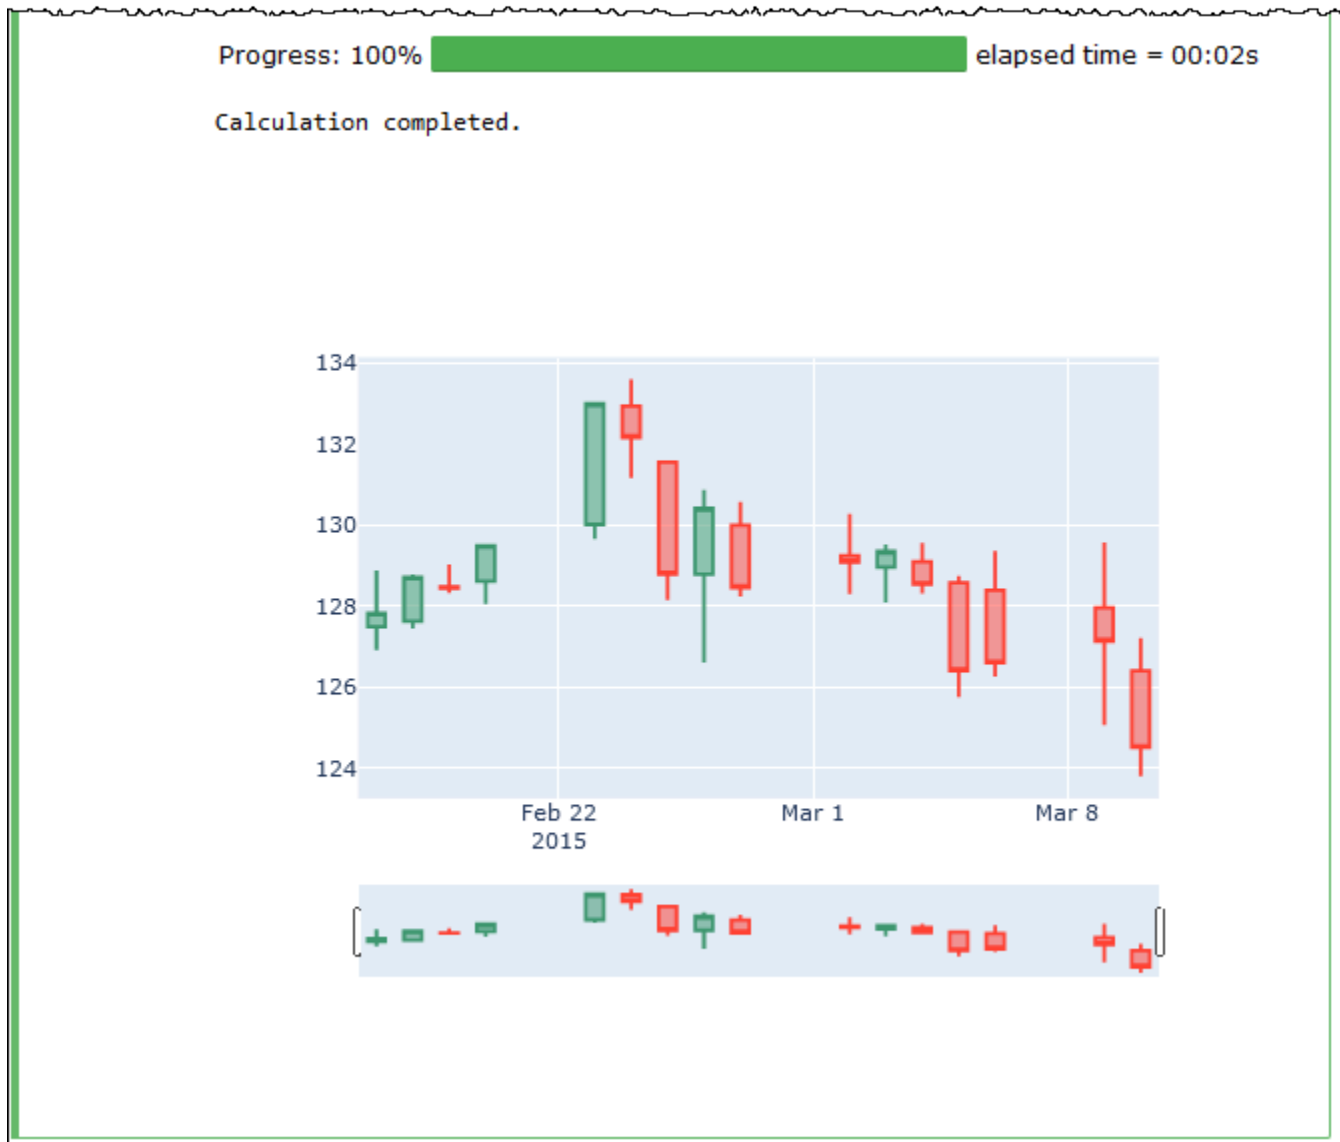 Progress: 100% elapsed time = 00:02s
Calculation completed.
134
132
130
128
126
124
Feb 22 Mar 1 Mar 8
2015